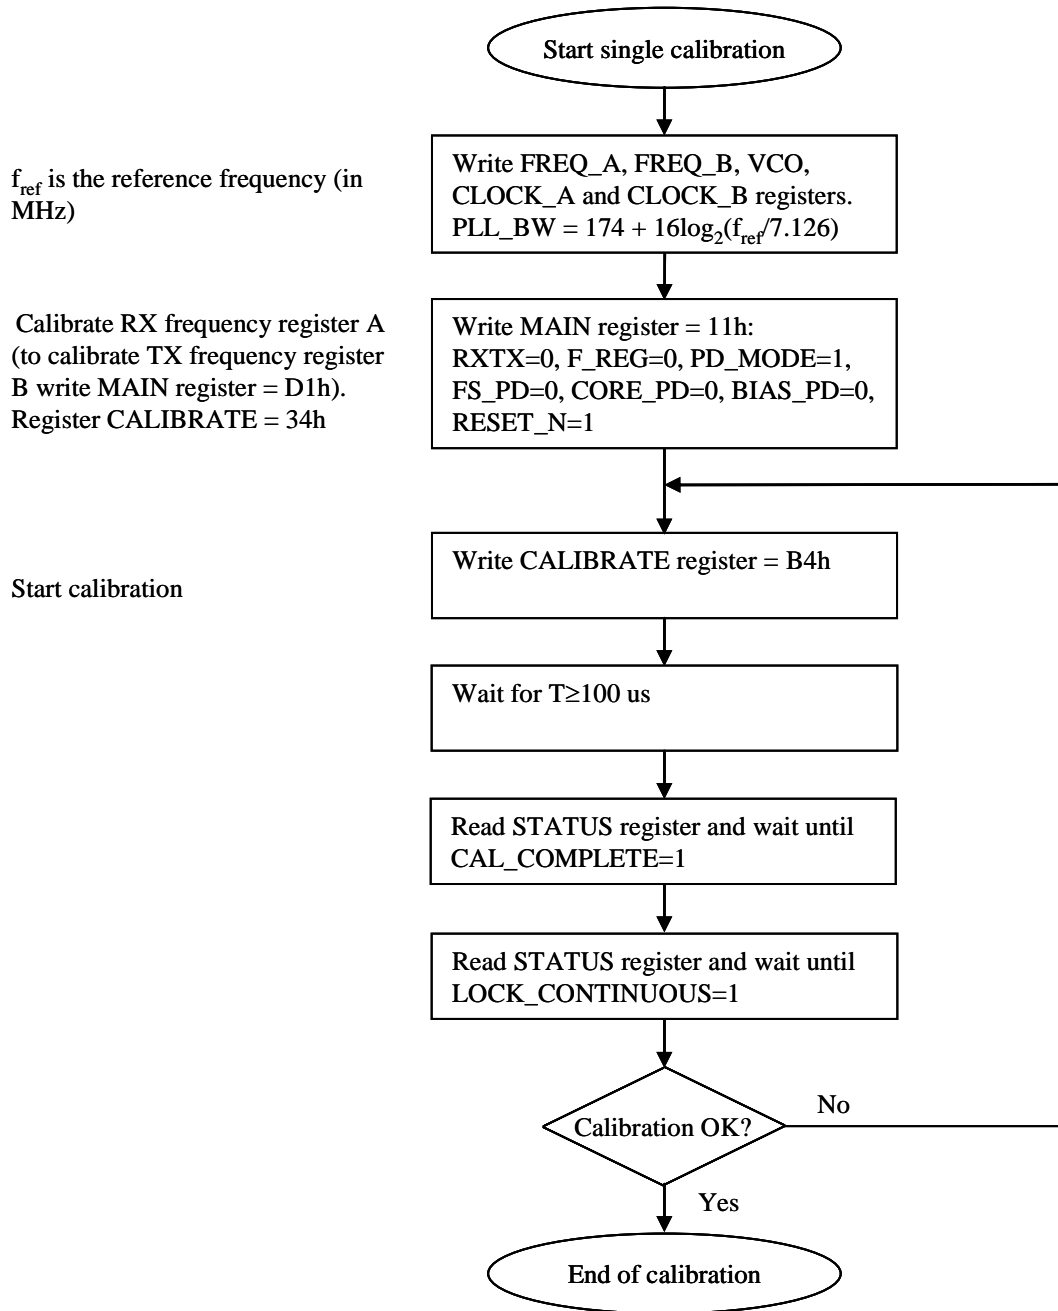 Start single calibration
f_ref is the reference frequency (in
MHz)
Write FREQ_A, FREQ_B, VCO,
CLOCK_A and CLOCK_B registers.
PLL_BW = 174 + 16log₂(f_ref/7.126)
Calibrate RX frequency register A
(to calibrate TX frequency register
B write MAIN register = D1h).
Register CALIBRATE = 34h
Write MAIN register = 11h:
RXTX=0, F_REG=0, PD_MODE=1,
FS_PD=0, CORE_PD=0, BIAS_PD=0,
RESET_N=1
Start calibration
Write CALIBRATE register = B4h
Wait for T≥100 us
Read STATUS register and wait until
CAL_COMPLETE=1
Read STATUS register and wait until
LOCK_CONTINUOUS=1
Calibration OK?
No
Yes
End of calibration